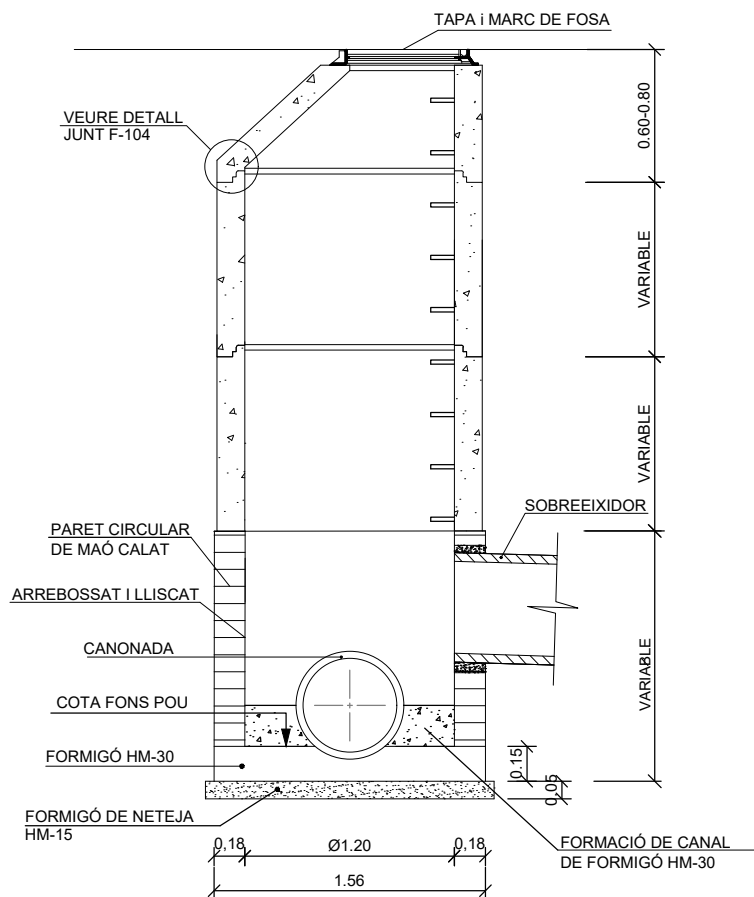 TAPA i MARC DE FOSA
VEURE DETALL
JUNT F-104
0.60-0.80
VARIABLE
VARIABLE
SOBREEIXIDOR
PARET CIRCULAR
DE MAÓ CALAT
ARREBOSSAT I LLISCAT
CANONADA
VARIABLE
COTA FONS POU
FORMIGÓ HM-30
0.15
0,05
FORMIGÓ DE NETEJA
HM-15
FORMACIÓ DE CANAL
DE FORMIGÓ HM-30
0,18
Ø1.20
0,18
1.56